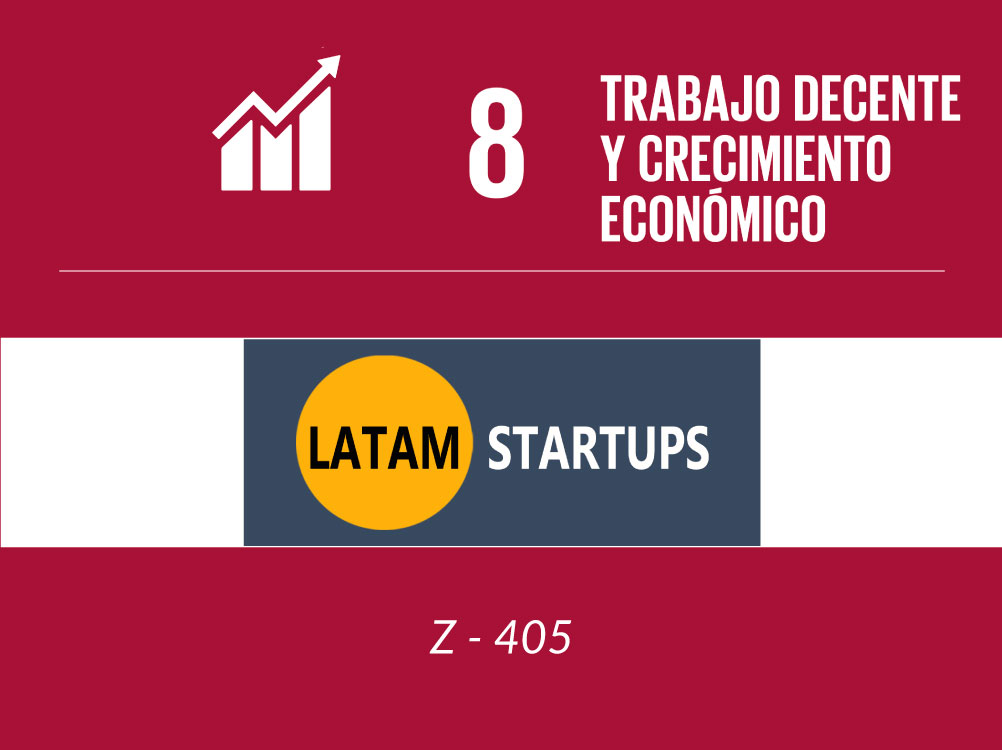 8
TRABAJO DECENTE
Y CRECIMIENTO
ECONÓMICO
LATAM STARTUPS
Z - 405